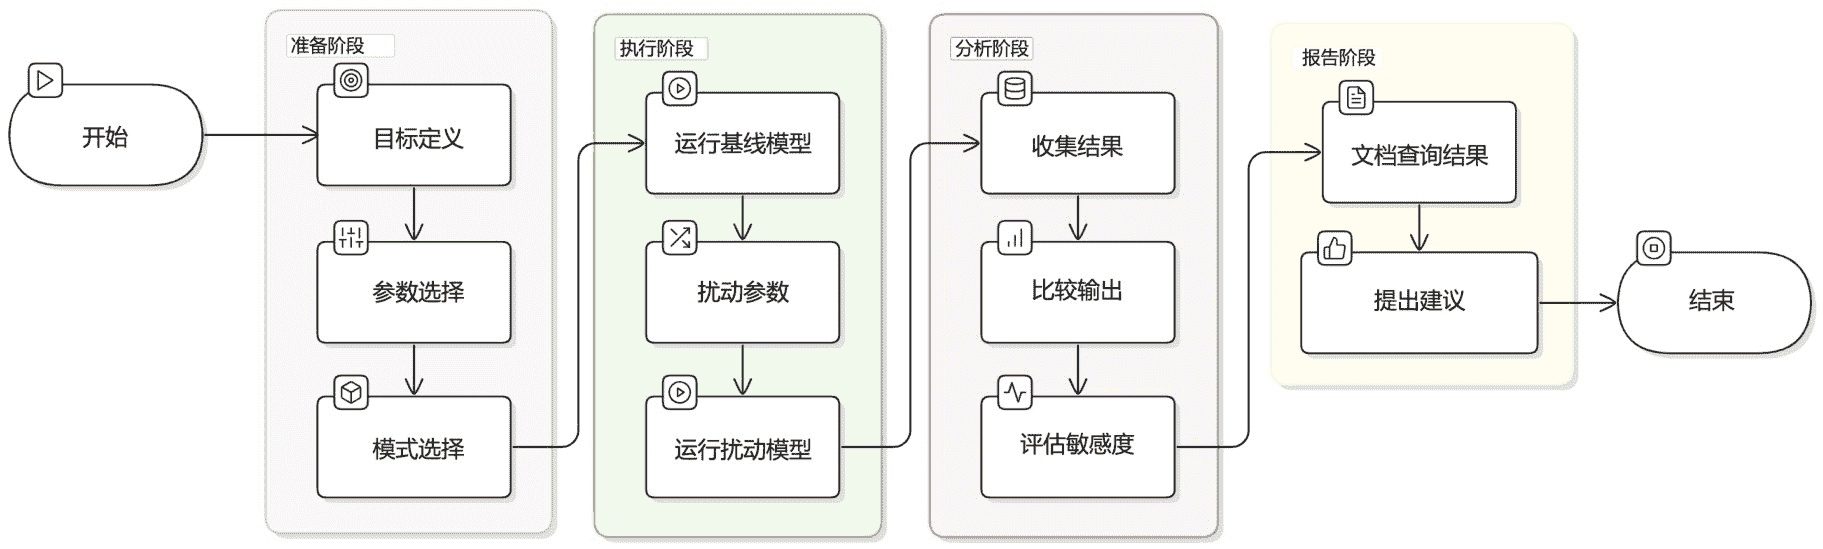 开始
准备阶段
目标定义
参数选择
模式选择
执行阶段
运行基线模型
扰动参数
运行扰动模型
分析阶段
收集结果
比较输出
评估敏感度
报告阶段
文档查询结果
提出建议
结束